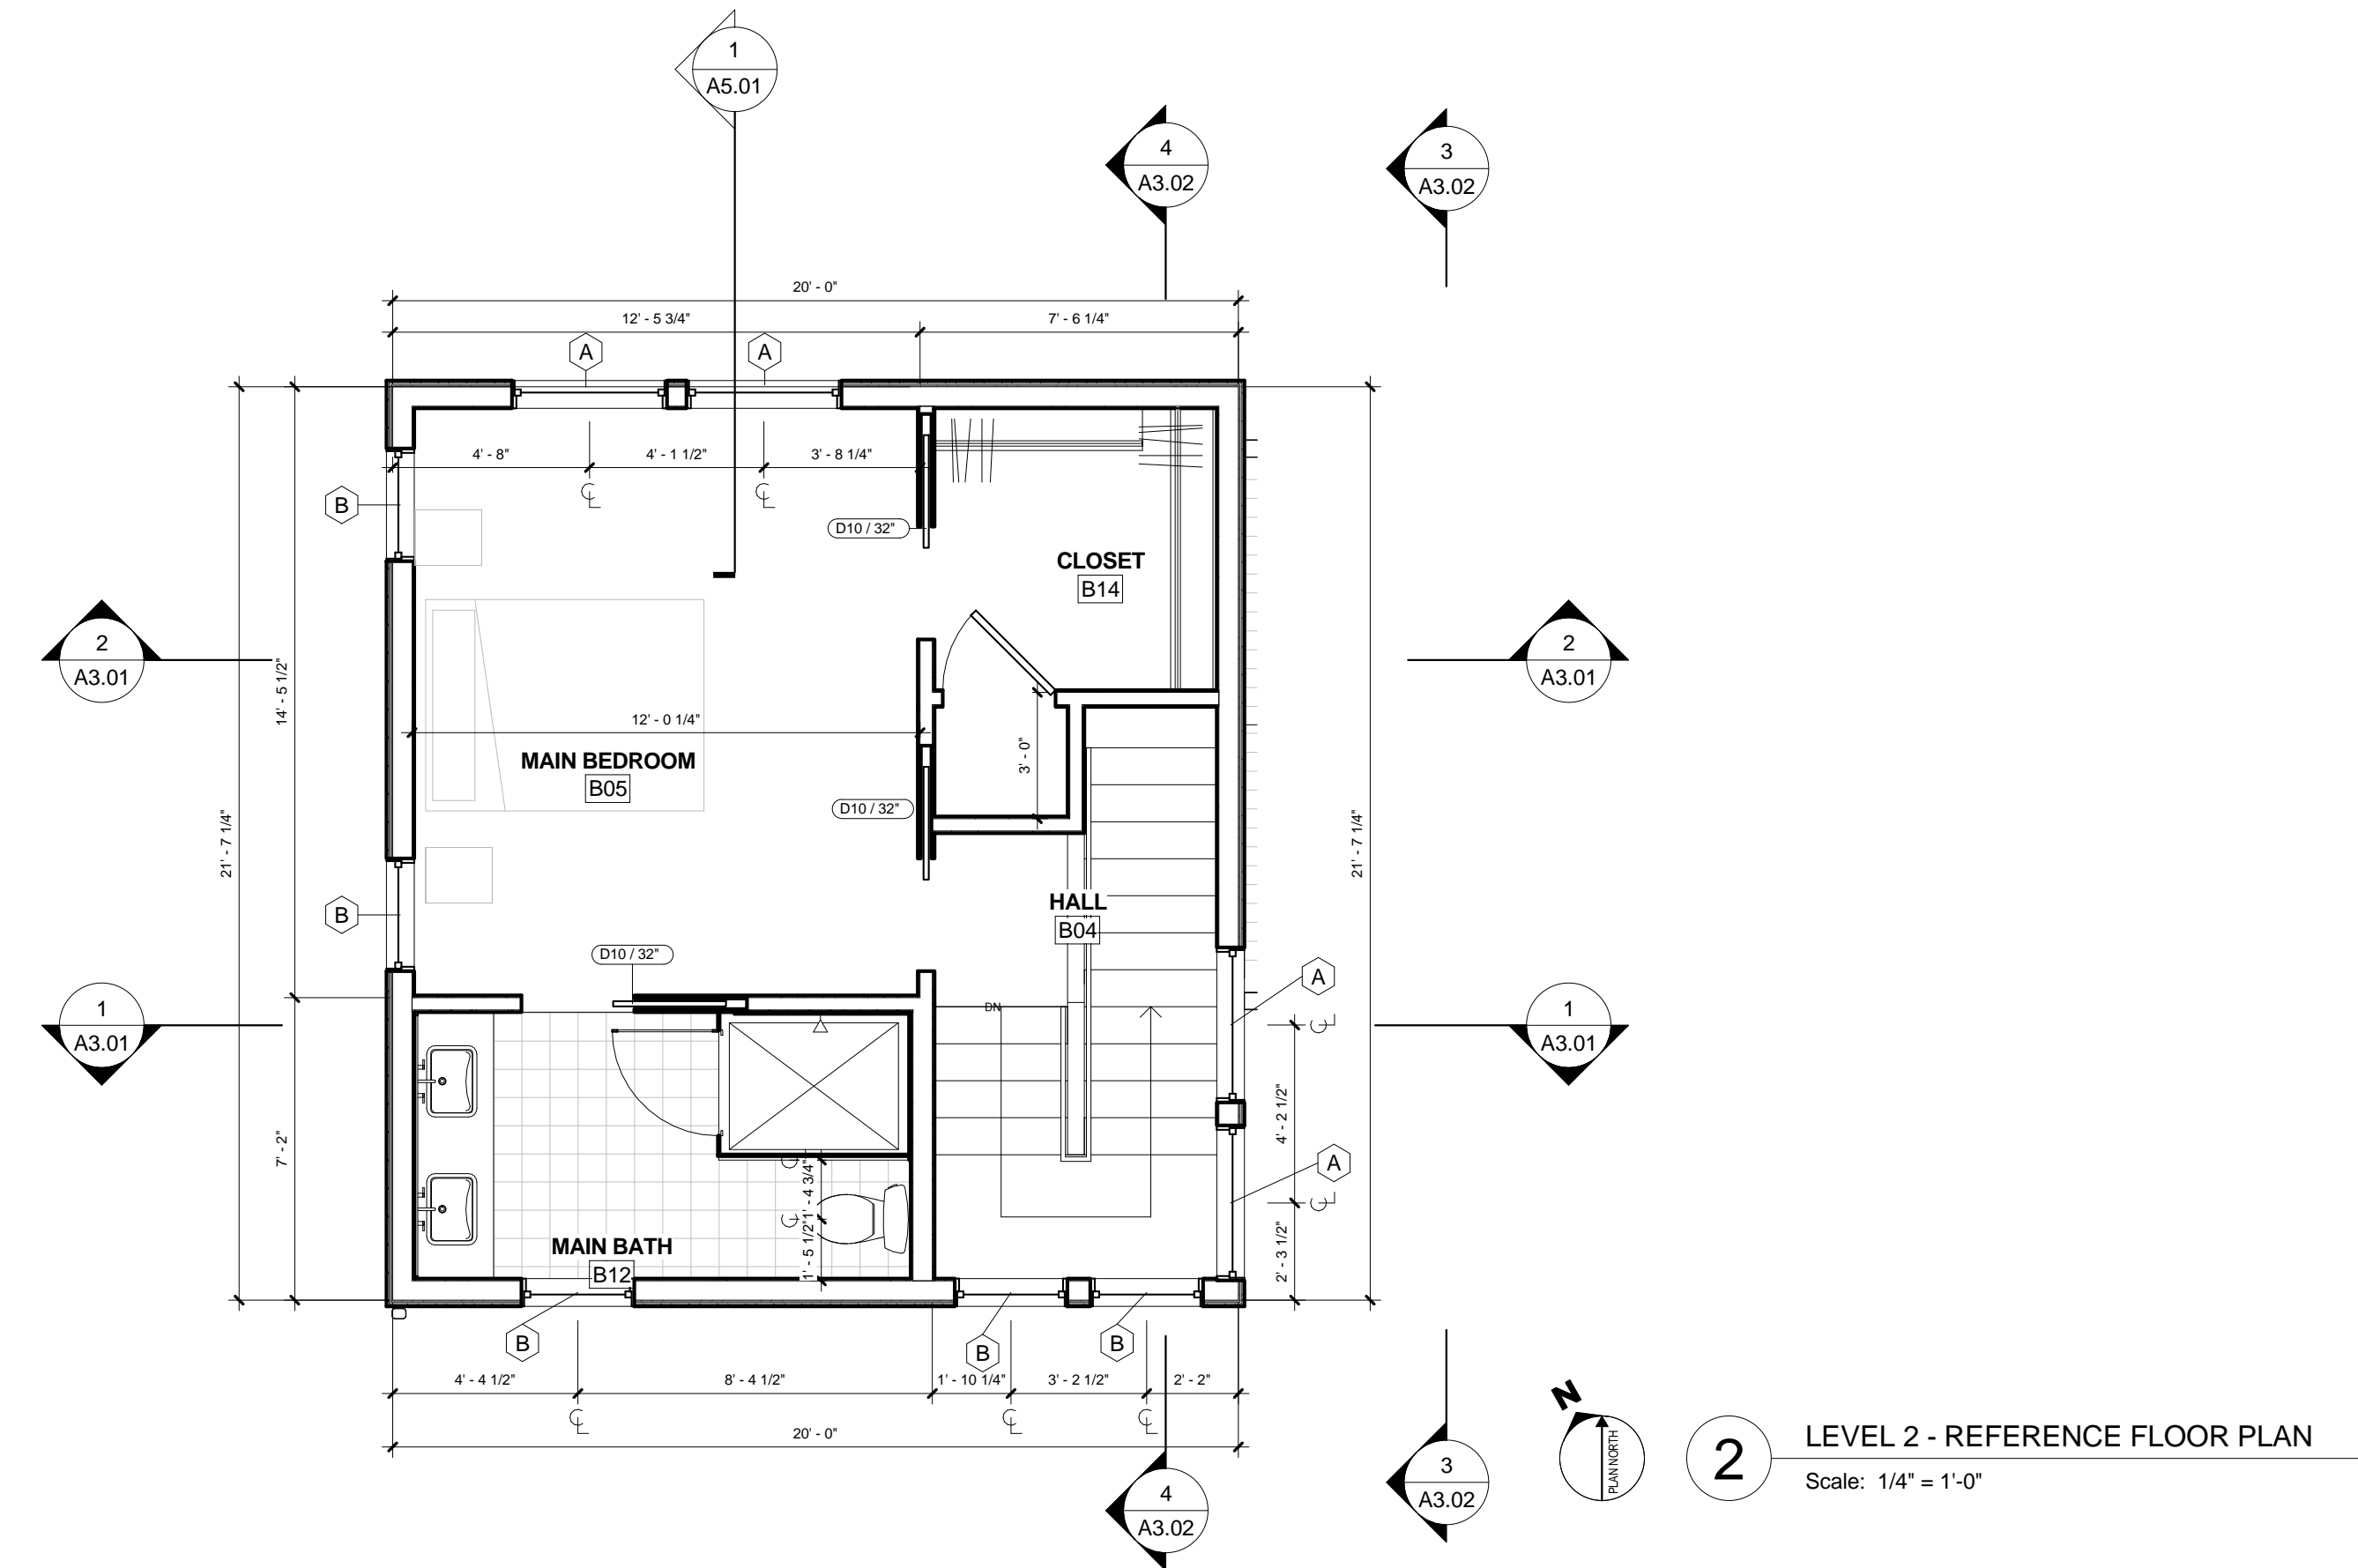 1
A5.01
4
A3.02
3
A3.02
20' - 0"
12' - 5 3/4"
7' - 6 1/4"
A
A
4' - 8"
4' - 1 1/2"
3' - 8 1/4"
B
D10 / 32"
CLOSET
B14
2
A3.01
2
A3.01
14' - 5 1/2"
12' - 0 1/4"
3' - 0"
MAIN BEDROOM
B05
D10 / 32"
21' - 7 1/4"
21' - 7 1/4"
B
HALL
B04
D10 / 32"
A
1
A3.01
DN
1
A3.01
4' - 2 1/2"
7' - 2"
A
1' - 4 3/4"
1' - 5 1/2"
2' - 3 1/2"
MAIN BATH
B12
B
B
B
4' - 4 1/2"
8' - 4 1/2"
1' - 10 1/4"
3' - 2 1/2"
2' - 2"
20' - 0"
N
PLAN NORTH
2
LEVEL 2 - REFERENCE FLOOR PLAN
Scale: 1/4" = 1'-0"
3
A3.02
4
A3.02